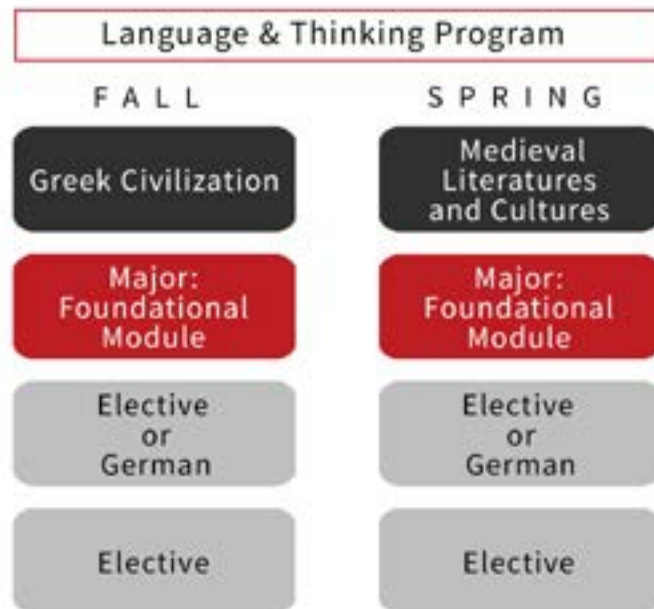 Language & Thinking Program
FALL
SPRING
Greek Civilization
Medieval
Literatures
and Cultures
Major:
Foundational
Module
Major:
Foundational
Module
Elective
or
German
Elective
or
German
Elective
Elective